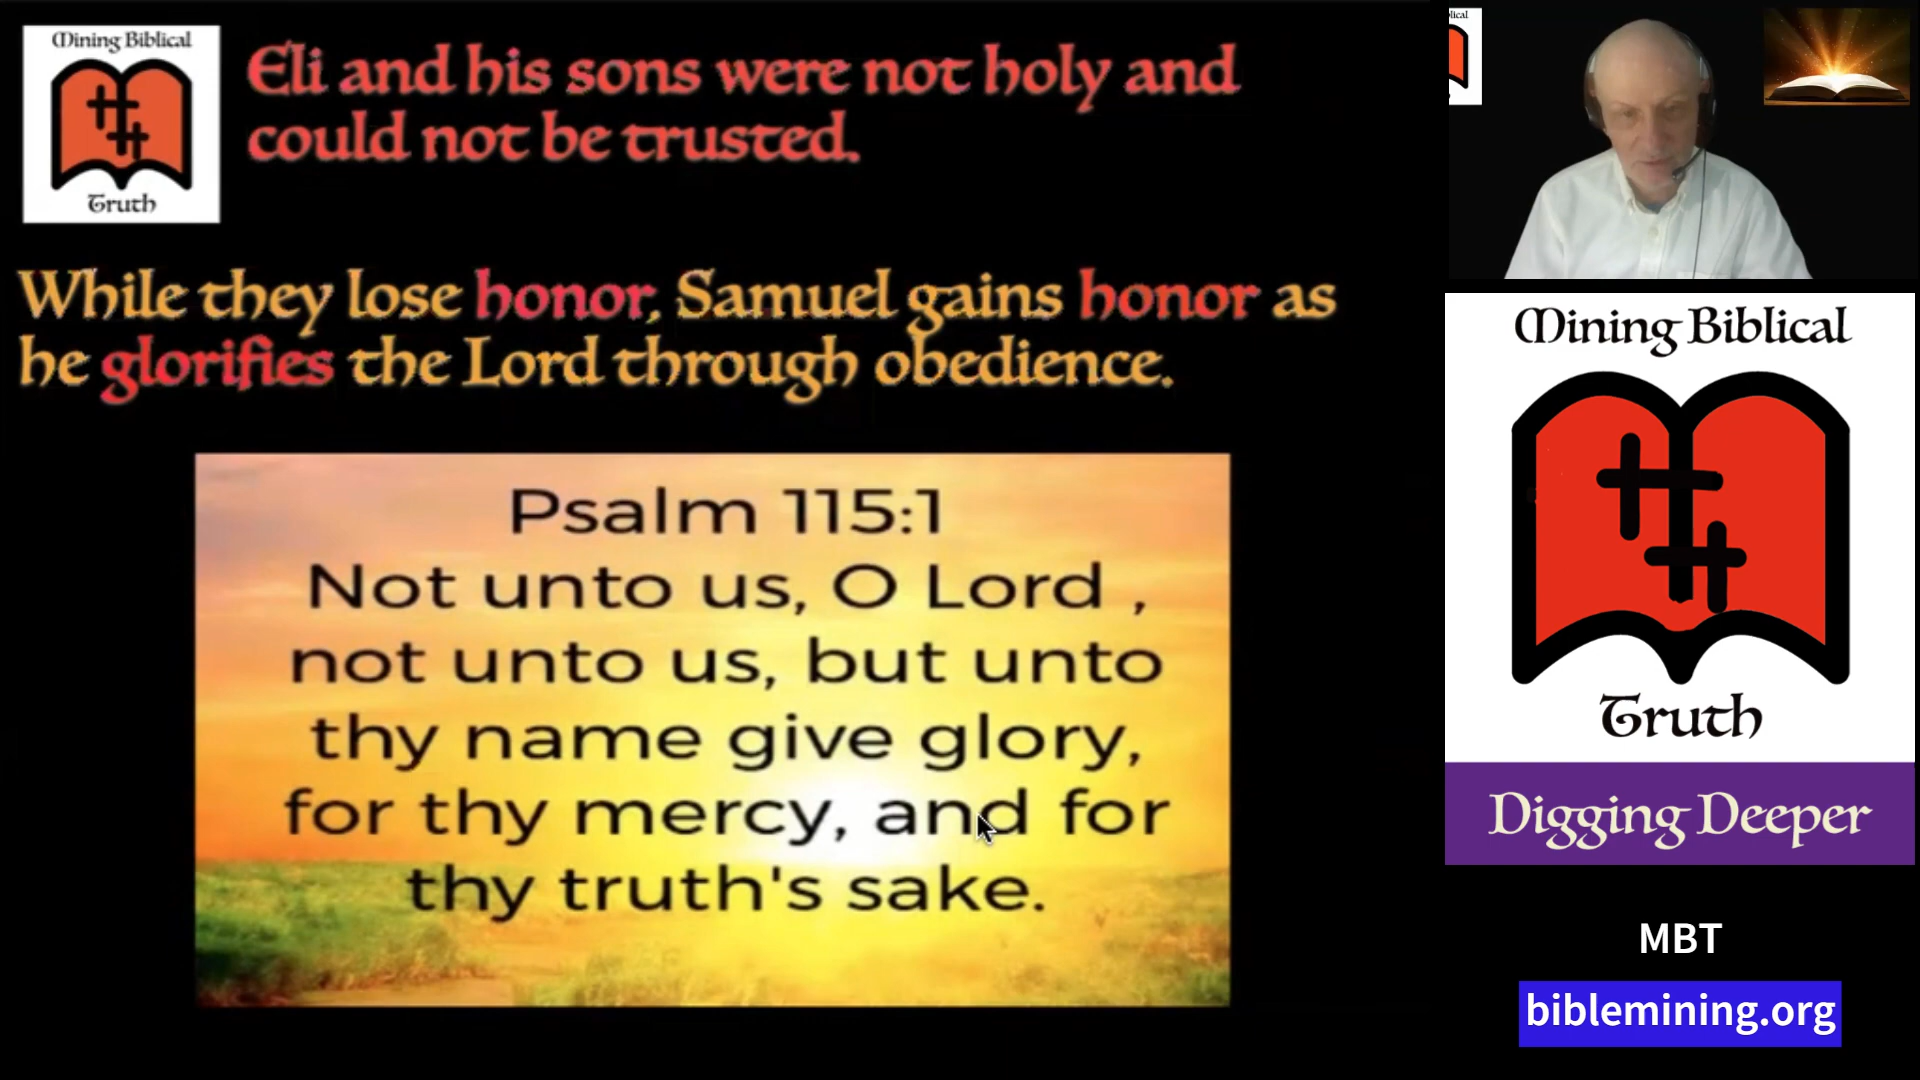 Mining Biblical
Truth
Eli and his sons were not holy and
could not be trusted.
While they lose honor, Samuel gains honor as
he glorifies the Lord through obedience.
Psalm 115:1
Not unto us, O Lord ,
not unto us, but unto
thy name give glory,
for thy mercy, and for
thy truth's sake.
lical
Mining Biblical
Truth
Digging Deeper
MBT
biblemining.org